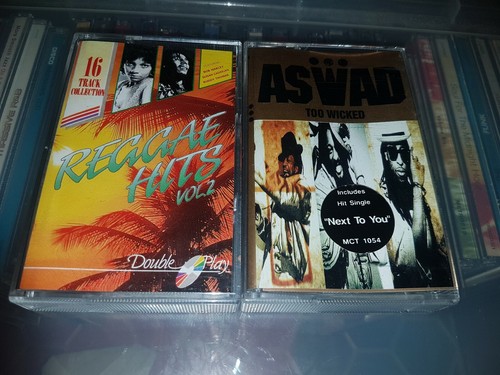 16
TRACK
COLLECTION
REGGAE
HITS
VOL.2
Double Play
ASWAD
TOO WICKED
Includes
Hit Single
"Next To You"
MCT 1054